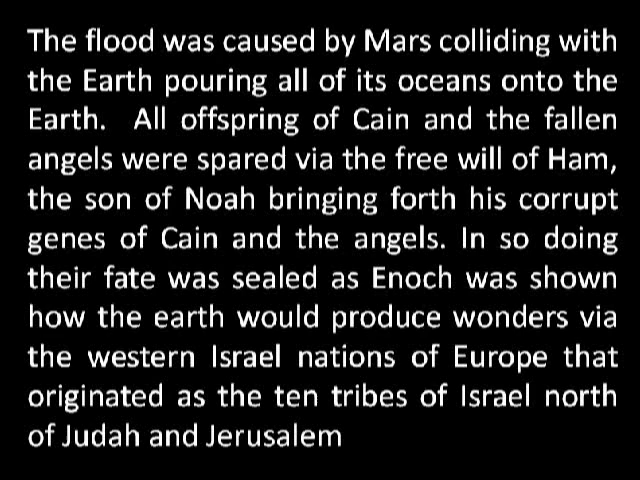 The flood was caused by Mars colliding with
the Earth pouring all of its oceans onto the
Earth.  All offspring of Cain and the fallen
angels were spared via the free will of Ham,
the son of Noah bringing forth his corrupt
genes of Cain and the angels. In so doing
their fate was sealed as Enoch was shown
how the earth would produce wonders via
the western Israel nations of Europe that
originated as the ten tribes of Israel north
of Judah and Jerusalem